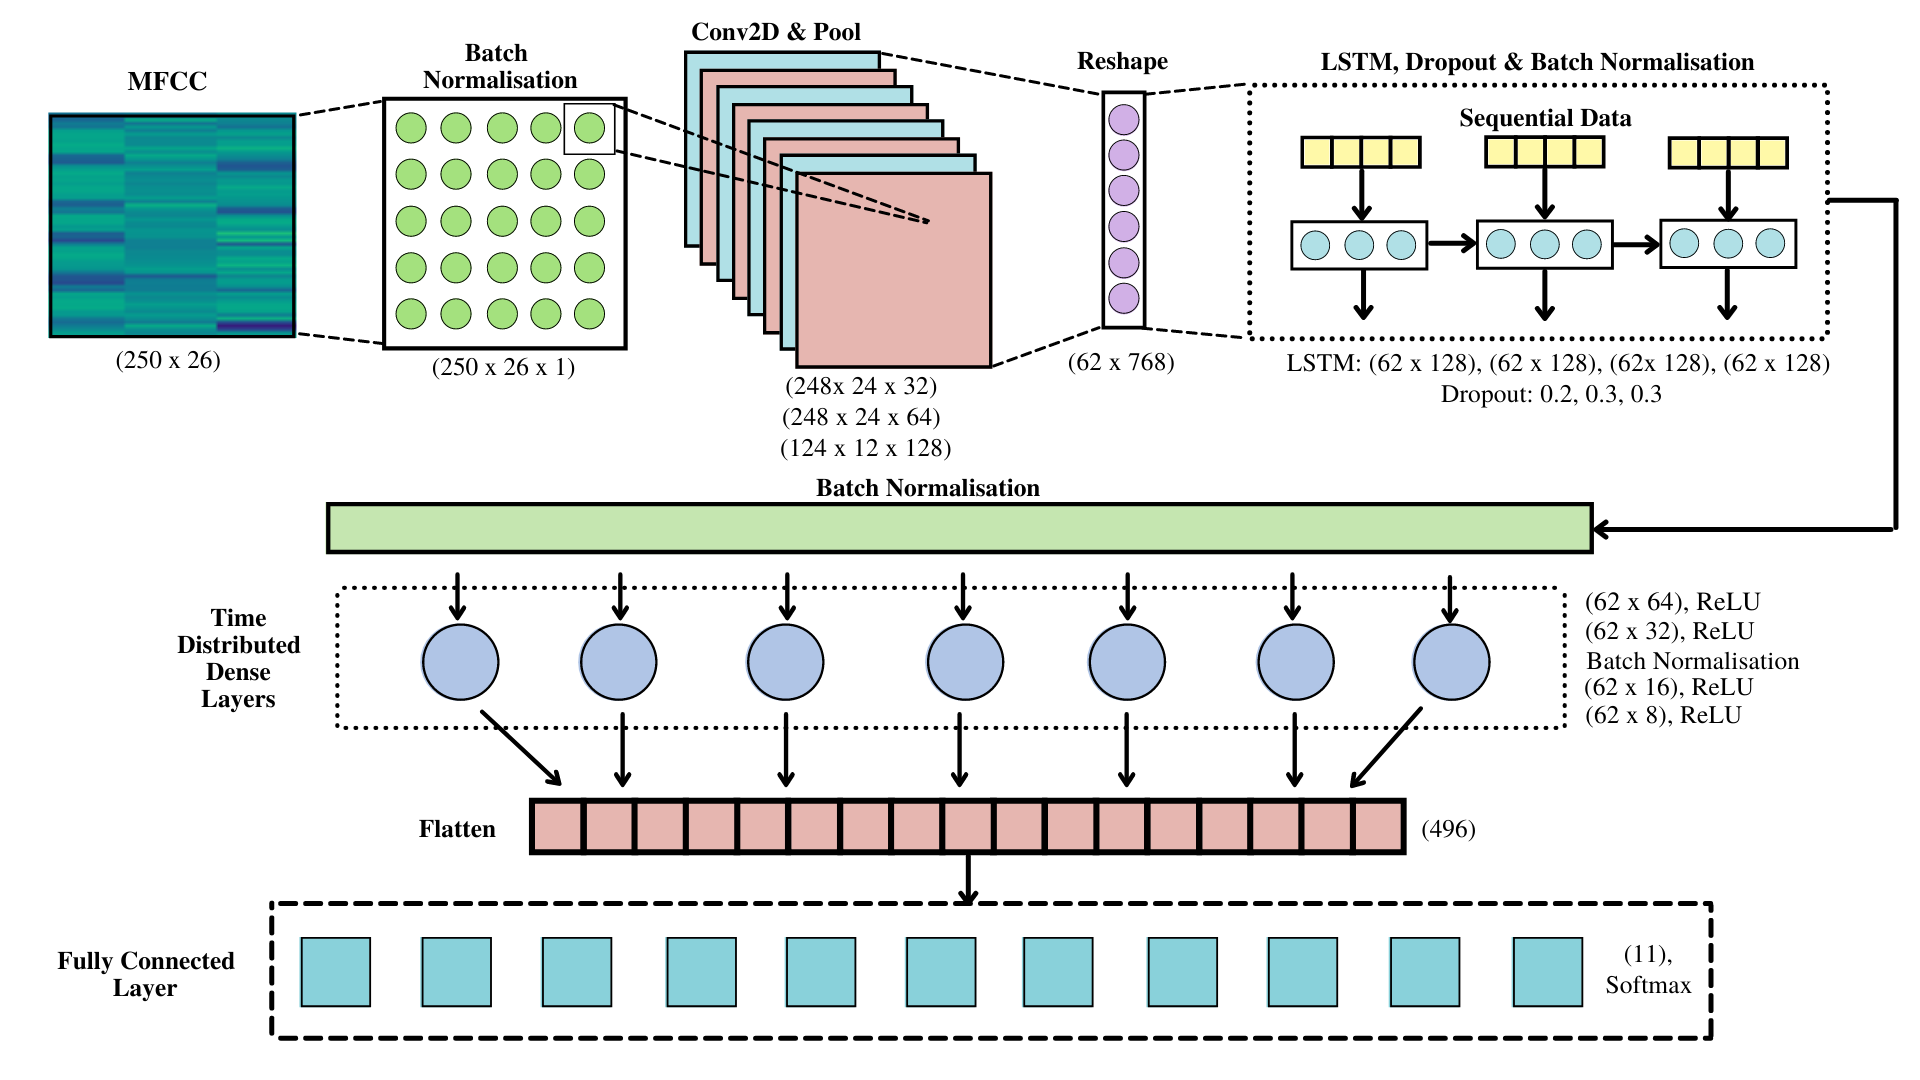 MFCC
(250 x 26)
Batch
Normalisation
(250 x 26 x 1)
Conv2D & Pool
(248x 24 x 32)
(248 x 24 x 64)
(124 x 12 x 128)
Reshape
(62 x 768)
LSTM, Dropout & Batch Normalisation
Sequential Data
LSTM: (62 x 128), (62 x 128), (62x 128), (62 x 128)
Dropout: 0.2, 0.3, 0.3
Batch Normalisation
Time
Distributed
Dense
Layers
(62 x 64), ReLU
(62 x 32), ReLU
Batch Normalisation
(62 x 16), ReLU
(62 x 8), ReLU
Flatten
(496)
Fully Connected
Layer
(11),
Softmax